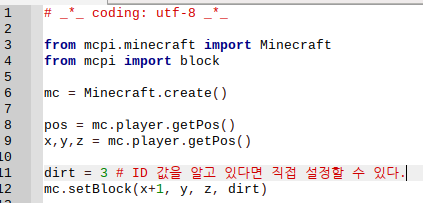 1 # _*_ coding: utf-8 _*_
2
3 from mcpi.minecraft import Minecraft
4 from mcpi import block
5
6 mc = Minecraft.create()
7
8 pos = mc.player.getPos()
9 x,y,z = mc.player.getPos()
10
11 dirt = 3 # ID 값을 알고 있다면 직접 설정할 수 있다.
12 mc.setBlock(x+1, y, z, dirt)